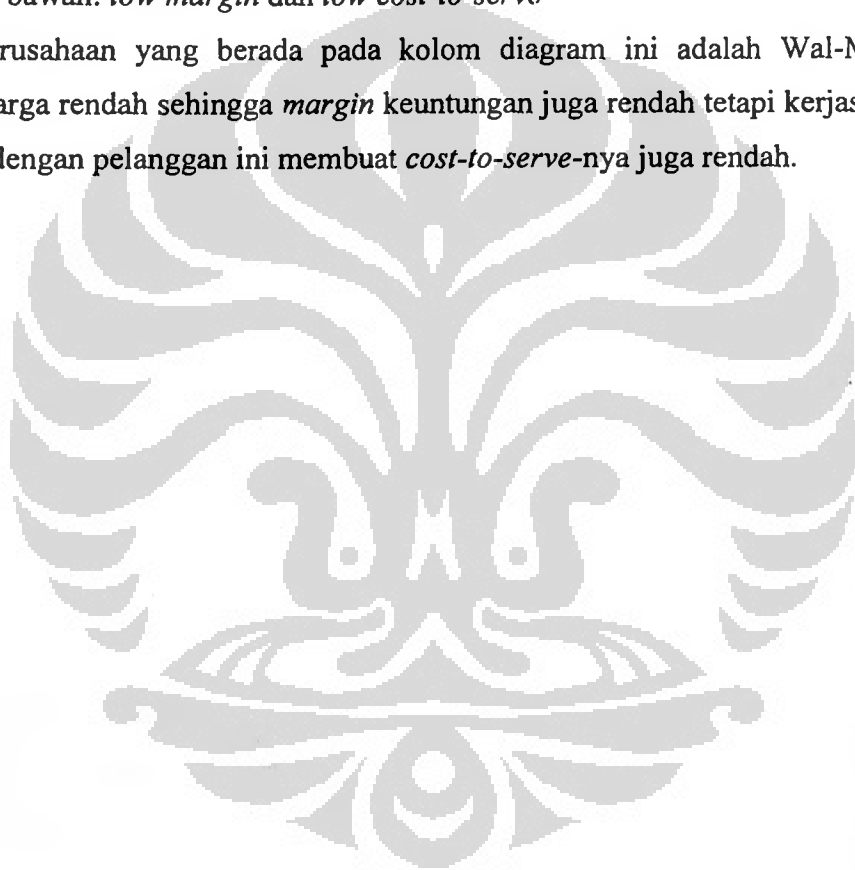 bawah: low margin dan low cost-to-serve
rusahaan yang berada pada kolom diagram ini adalah Wal-M
arga rendah sehingga margin keuntungan juga rendah tetapi kerjas
dengan pelanggan ini membuat cost-to-serve-nya juga rendah.